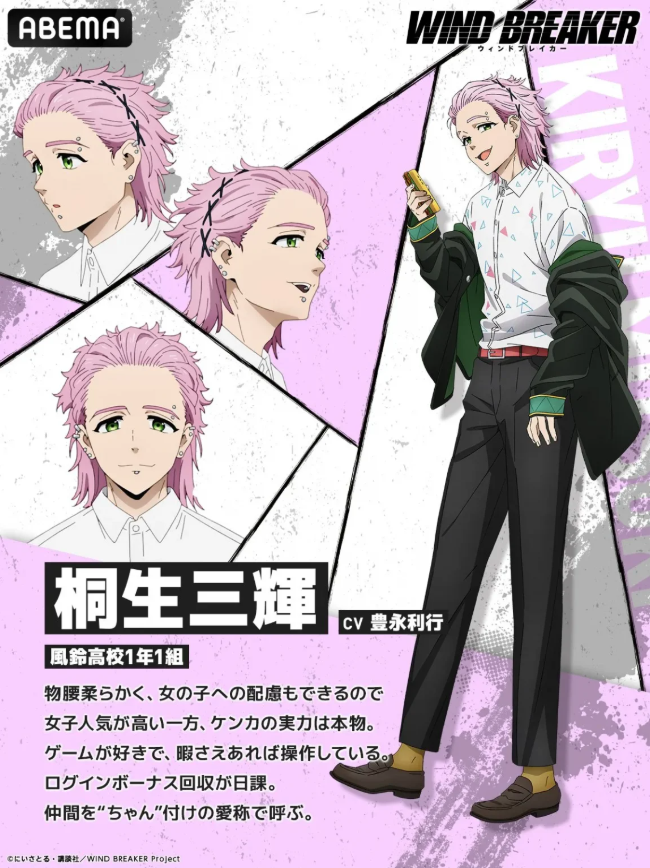 ABEMA
WIND BREAKER
ウィンドブレイカー
桐生三輝
CV 豊永利行
風鈴高校1年1組
物腰柔らかく、女の子への配慮もできるので
女子人気が高い一方、ケンカの実力は本物。
ゲームが好きで、暇さえあれば操作している。
ログインボーナス回収が日課。
仲間を“ちゃん”付けの愛称で呼ぶ。
©にいさとる・講談社／WIND BREAKER Project